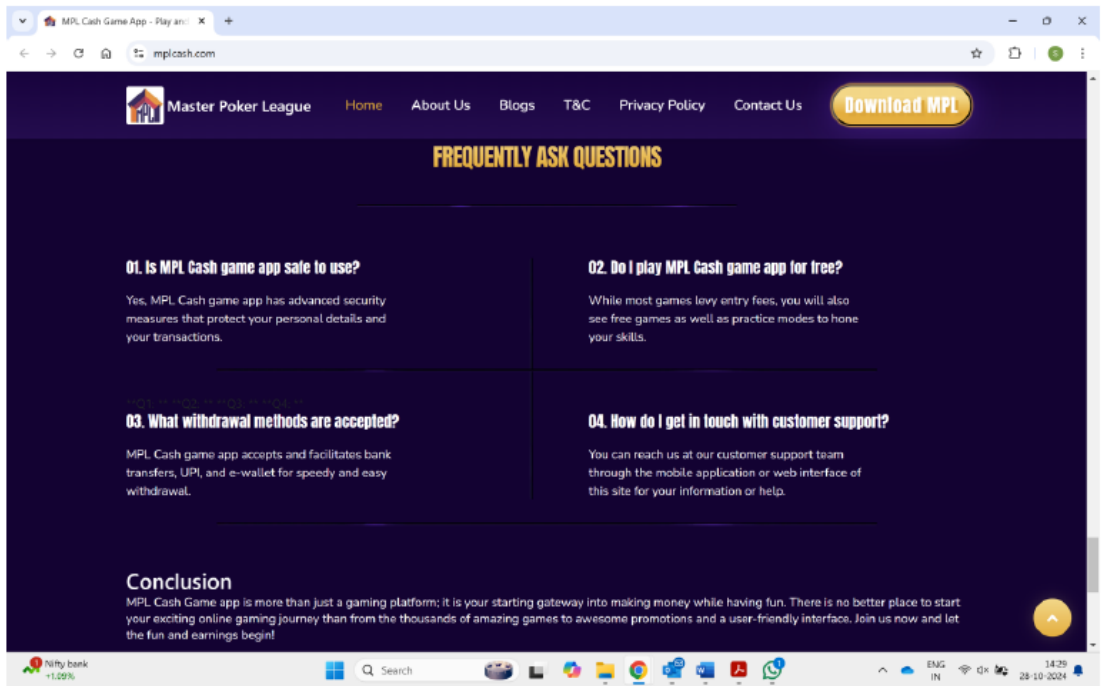 MPL Cash Game App - Play and
mplcash.com
S
MPL
Master Poker League
Home
About Us
Blogs
T&C
Privacy Policy
Contact Us
Download MPL
FREQUENTLY ASK QUESTIONS
01. Is MPL Cash game app safe to use?
Yes, MPL Cash game app has advanced security
measures that protect your personal details and
your transactions.
02. Do I play MPL Cash game app for free?
While most games levy entry fees, you will also
see free games as well as practice modes to hone
your skills.
**Q1: ** **Q2: ** **Q3: ** **Q4: **
03. What withdrawal methods are accepted?
MPL Cash game app accepts and facilitates bank
transfers, UPI, and e-wallet for speedy and easy
withdrawal.
04. How do I get in touch with customer support?
You can reach us at our customer support team
through the mobile application or web interface of
this site for your information or help.
Conclusion
MPL Cash Game app is more than just a gaming platform; it is your starting gateway into making money while having fun. There is no better place to start
your exciting online gaming journey than from the thousands of amazing games to awesome promotions and a user-friendly interface. Join us now and let
the fun and earnings begin!
1
Nifty bank
+1.09%
Search
1
ENG
IN
14:29
28-10-2024